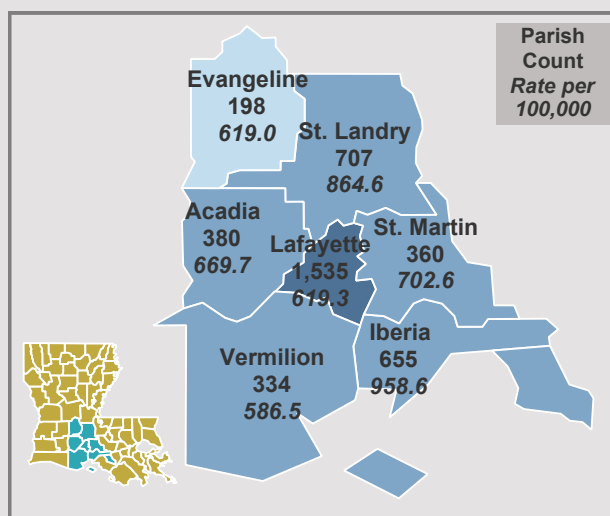 Parish
Count
Rate per
100,000
Evangeline
198
619.0
St. Landry
707
864.6
Acadia
380
669.7
Lafayette
1,535
619.3
St. Martin
360
702.6
Vermilion
334
586.5
Iberia
655
958.6